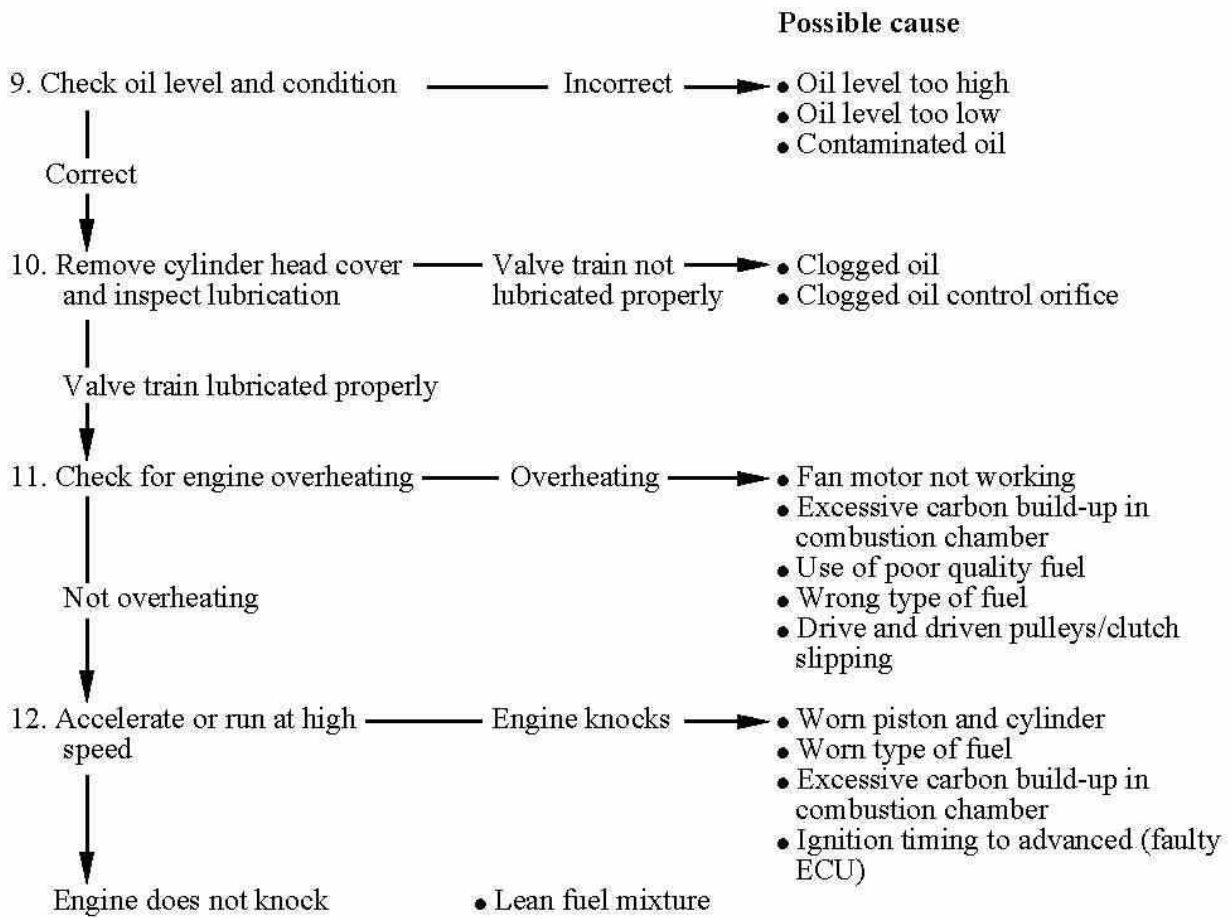 Possible cause
9. Check oil level and condition
Incorrect
• Oil level too high
• Oil level too low
• Contaminated oil
Correct
10. Remove cylinder head cover
and inspect lubrication
Valve train not
lubricated properly
• Clogged oil
• Clogged oil control orifice
Valve train lubricated properly
11. Check for engine overheating
Overheating
• Fan motor not working
• Excessive carbon build-up in
combustion chamber
• Use of poor quality fuel
• Wrong type of fuel
• Drive and driven pulleys/clutch
slipping
Not overheating
12. Accelerate or run at high
speed
Engine knocks
• Worn piston and cylinder
• Worn type of fuel
• Excessive carbon build-up in
combustion chamber
• Ignition timing to advanced (faulty
ECU)
Engine does not knock
• Lean fuel mixture